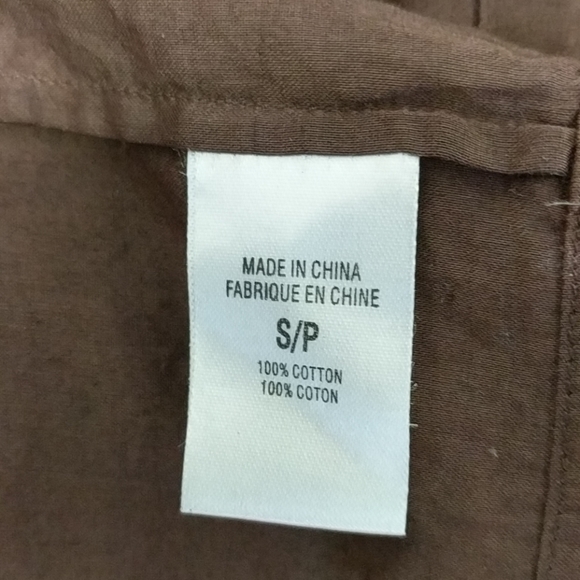 MADE IN CHINA
FABRIQUE EN CHINE
S/P
100% COTTON
100% COTON